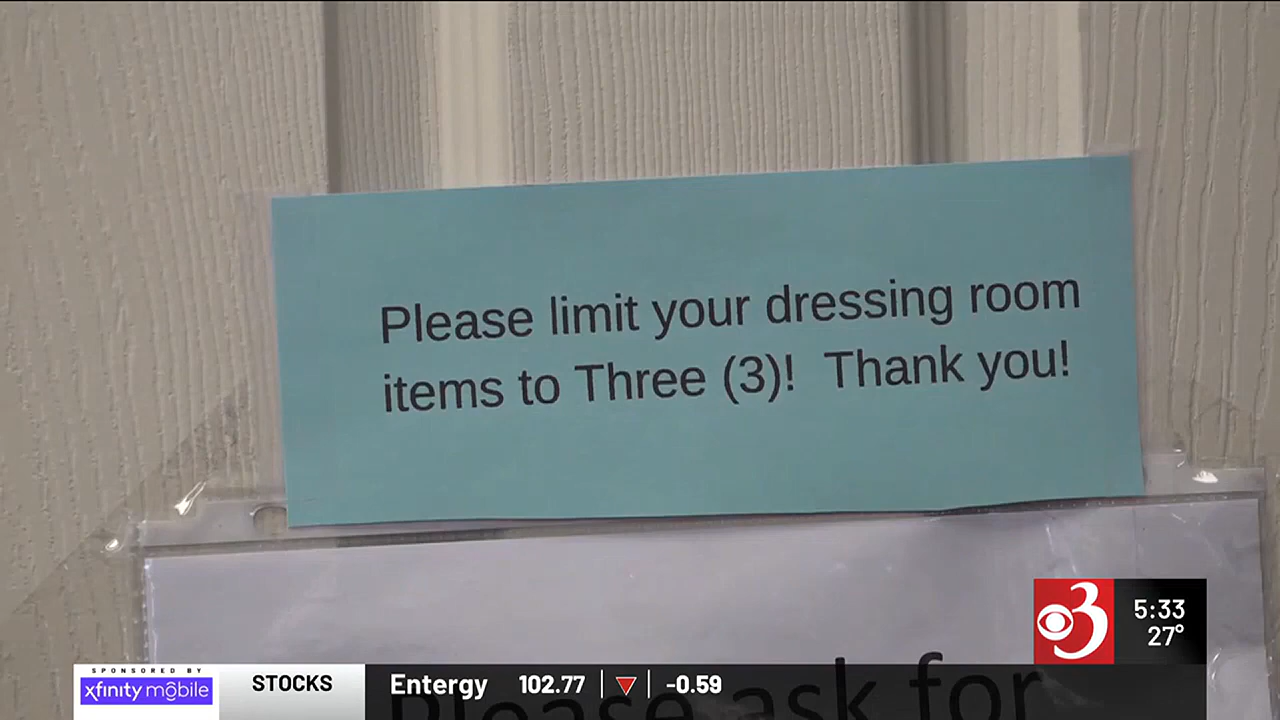 Please limit your dressing room
items to Three (3)! Thank you!
Please ask for
3
5:33
27°
SPONSORED BY
xfinity mobile
STOCKS
Entergy 102.77 -0.59